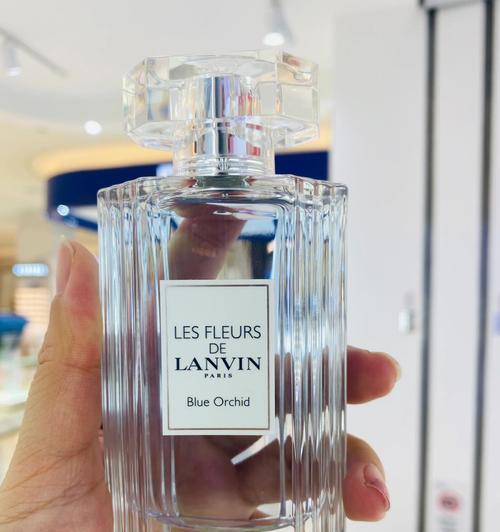 LES FLEURS
DE
LANVIN
PARIS
Blue Orchid